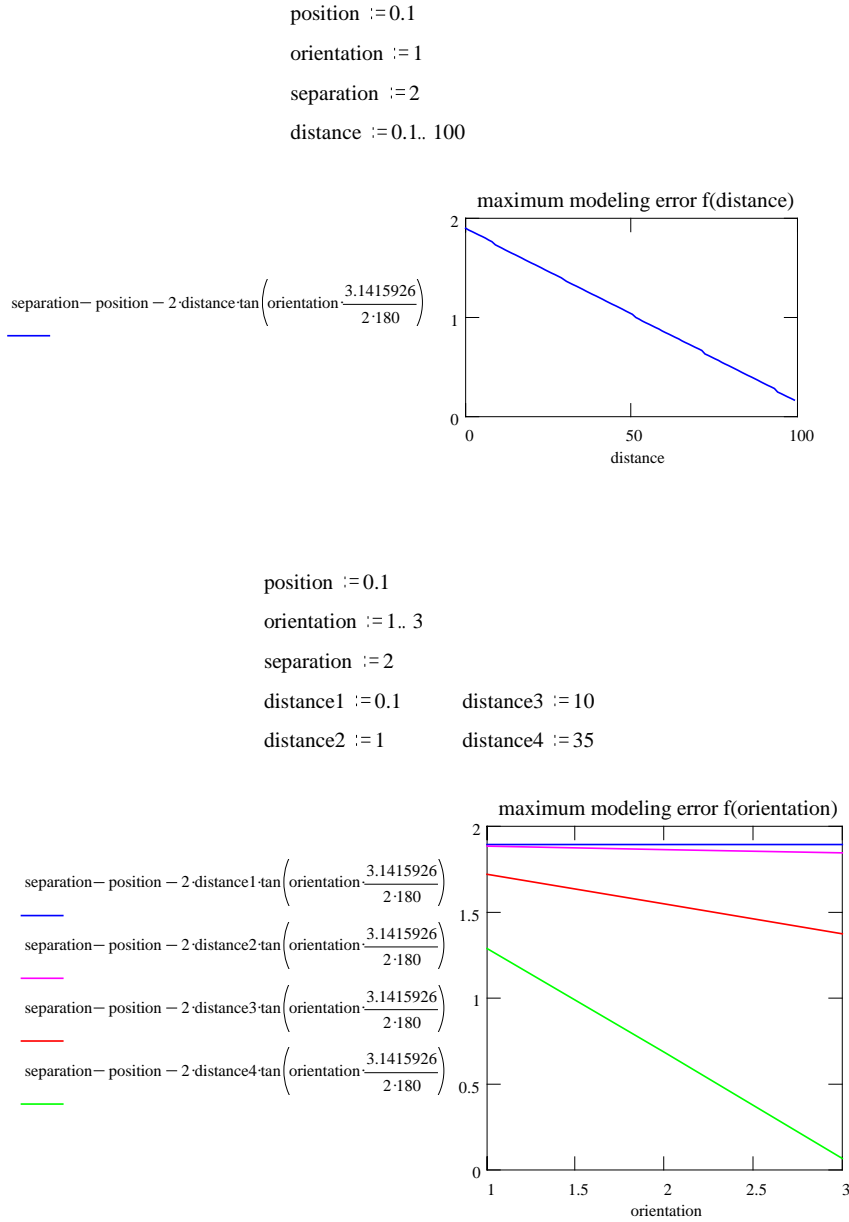 position := 0.1
orientation := 1
separation := 2
distance := 0.1.. 100
maximum modeling error f(distance)
2
1
0
separation− position − 2·distance·tan(orientation·3.1415926/2·180)
0 50 100
distance
position := 0.1
orientation := 1.. 3
separation := 2
distance1 := 0.1 distance3 := 10
distance2 := 1 distance4 := 35
maximum modeling error f(orientation)
2
1.5
1
0.5
0
separation− position − 2·distance1·tan(orientation·3.1415926/2·180)
separation− position − 2·distance2·tan(orientation·3.1415926/2·180)
separation− position − 2·distance3·tan(orientation·3.1415926/2·180)
separation− position − 2·distance4·tan(orientation·3.1415926/2·180)
1 1.5 2 2.5 3
orientation